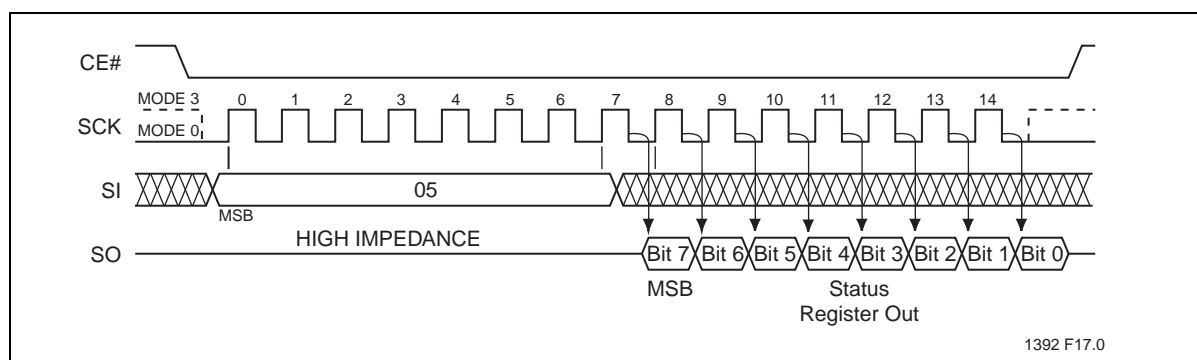 CE#
MODE 3 0 1 2 3 4 5 6 7 8 9 10 11 12 13 14
SCK MODE 0
SI 05
MSB
HIGH IMPEDANCE
SO Bit 7 Bit 6 Bit 5 Bit 4 Bit 3 Bit 2 Bit 1 Bit 0
MSB Status
Register Out
1392 F17.0